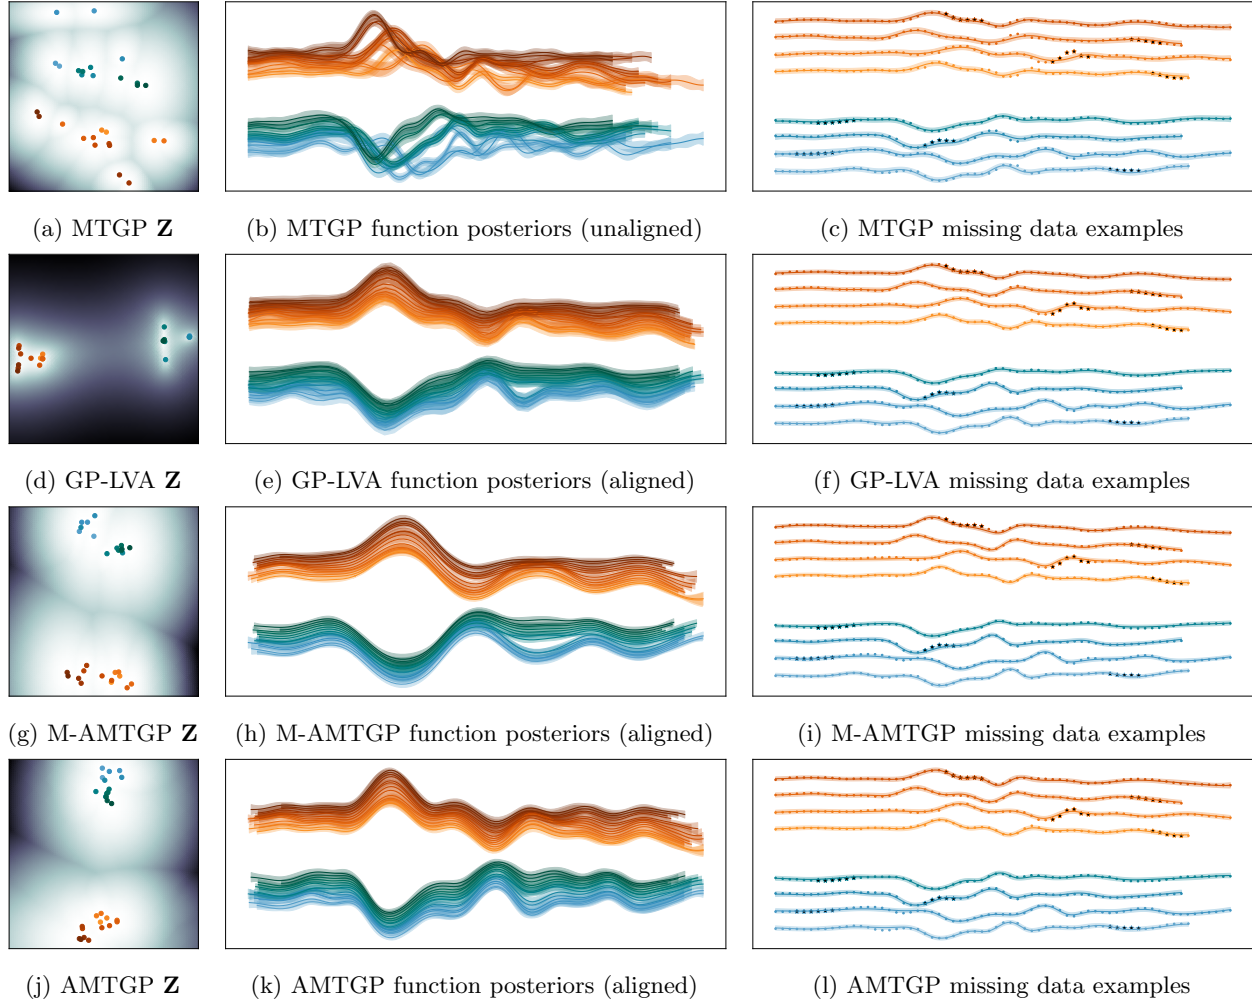 (a) MTGP Z
(b) MTGP function posteriors (unaligned)
(c) MTGP missing data examples
(d) GP-LVA Z
(e) GP-LVA function posteriors (aligned)
(f) GP-LVA missing data examples
(g) M-AMTGP Z
(h) M-AMTGP function posteriors (aligned)
(i) M-AMTGP missing data examples
(j) AMTGP Z
(k) AMTGP function posteriors (aligned)
(l) AMTGP missing data examples